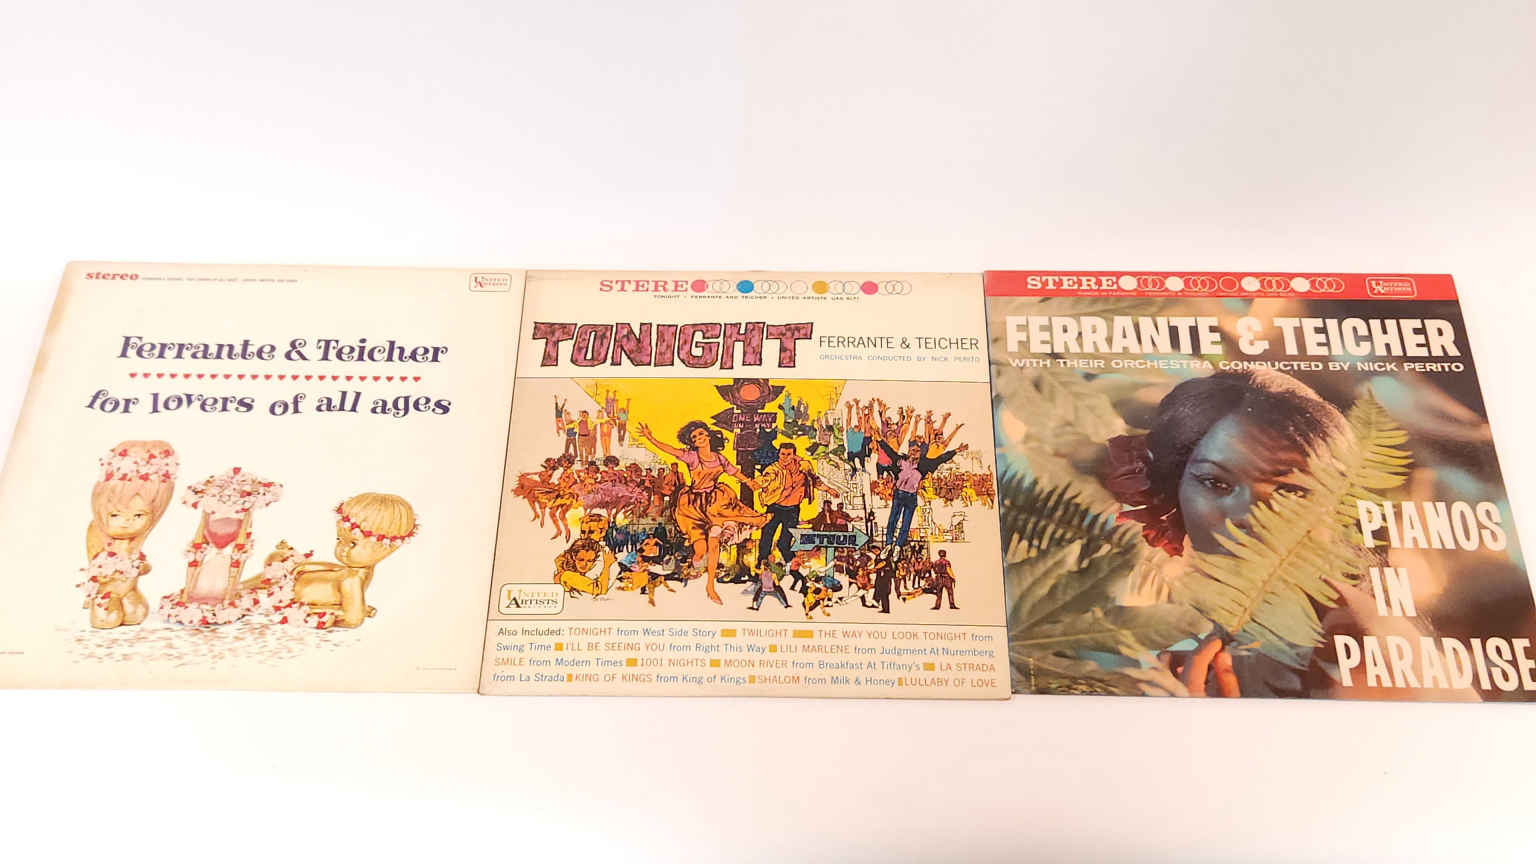 stereo
UNITED
ARTISTS
Ferrante & Teicher
for lovers of all ages
STEREO
TONIGHT • FERRANTE AND TEICHER • UNITED ARTISTS UAS 6171
TONIGHT
FERRANTE & TEICHER
ORCHESTRA CONDUCTED BY NICK PERITO
ONE WAY
DETOUR
UNITED
ARTISTS
Also Included: TONIGHT from West Side Story TWILIGHT THE WAY YOU LOOK TONIGHT from
Swing Time I'LL BE SEEING YOU from Right This Way LILI MARLENE from Judgment At Nuremberg
SMILE from Modern Times 1001 NIGHTS MOON RIVER from Breakfast At Tiffany's LA STRADA
from La Strada KING OF KINGS from King of Kings SHALOM from Milk & Honey LULLABY OF LOVE
STEREO
UNITED
ARTISTS
FERRANTE & TEICHER
WITH THEIR ORCHESTRA CONDUCTED BY NICK PERITO
PIANOS
IN
PARADISE